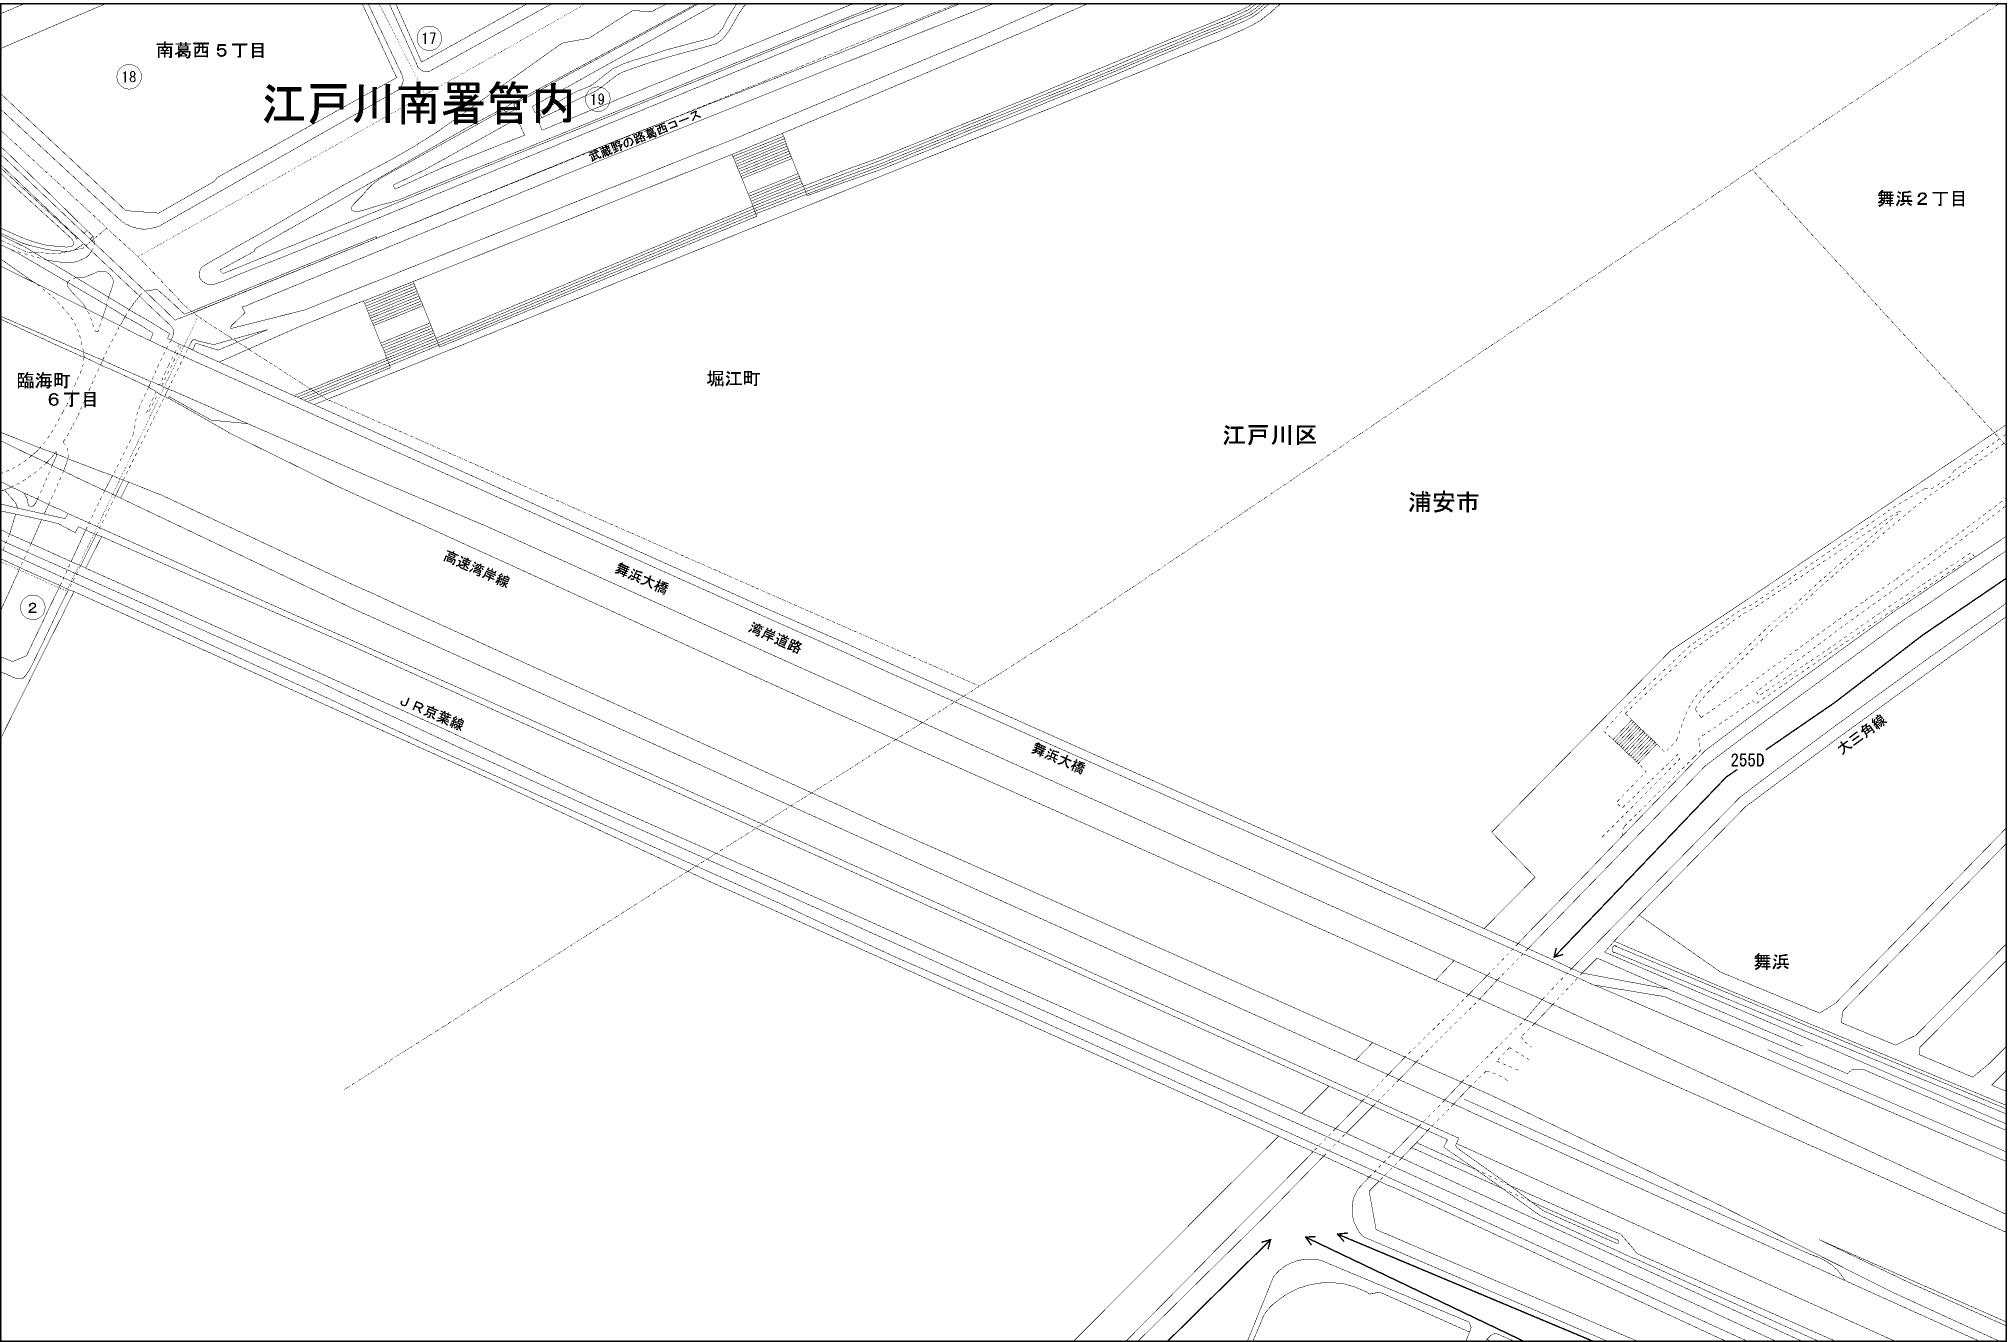 17
南葛西5丁目
18
江戸川南署管内
19
武蔵野の路葛西コース
舞浜2丁目
臨海町
6丁目
堀江町
江戸川区
浦安市
高速湾岸線
舞浜大橋
2
湾岸道路
JR京葉線
舞浜大橋
大三角線
255D
舞浜